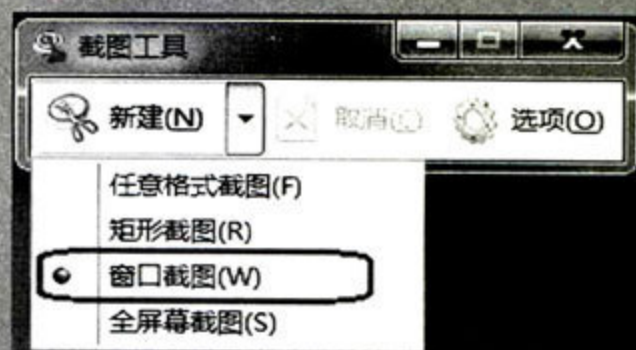 截图工具
新建(N) 取消(C) 选项(O)
任意格式截图(F)
矩形截图(R)
窗口截图(W)
全屏幕截图(S)